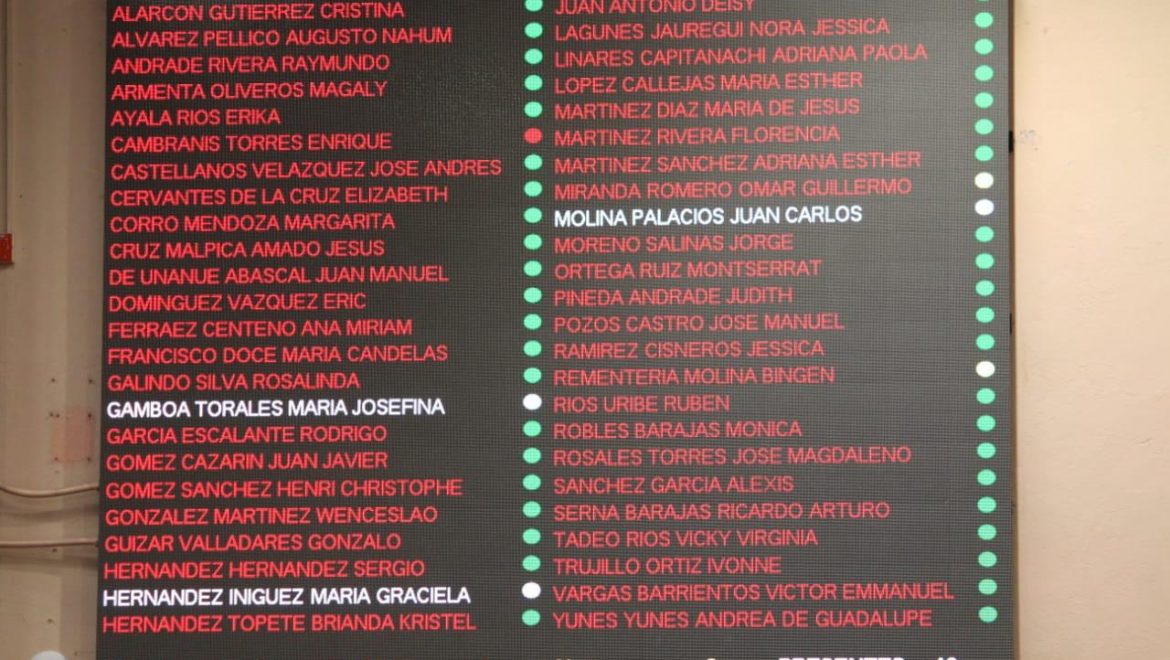 ALARCON GUTIERREZ CRISTINA
ALVAREZ PELLICO AUGUSTO NAHUM
ANDRADE RIVERA RAYMUNDO
ARMENTA OLIVEROS MAGALY
AYALA RIOS ERIKA
CAMBRANIS TORRES ENRIQUE
CASTELLANOS VELAZQUEZ JOSE ANDRES
CERVANTES DE LA CRUZ ELIZABETH
CORRO MENDOZA MARGARITA
CRUZ MALPICA AMADO JESUS
DE UNANUE ABASCAL JUAN MANUEL
DOMINGUEZ VAZQUEZ ERIC
FERRAEZ CENTENO ANA MIRIAM
FRANCISCO DOCE MARIA CANDELAS
GALINDO SILVA ROSALINDA
GAMBOA TORALES MARIA JOSEFINA
GARCIA ESCALANTE RODRIGO
GOMEZ CAZARIN JUAN JAVIER
GOMEZ SANCHEZ HENRI CHRISTOPHE
GONZALEZ MARTINEZ WENCESLAO
GUIZAR VALLADARES GONZALO
HERNANDEZ HERNANDEZ SERGIO
HERNANDEZ INIGUEZ MARIA GRACIELA
HERNANDEZ TOPETE BRIANDA KRISTEL
JUAN ANTONIO DEISY
LAGUNES JAUREGUI NORA JESSICA
LINARES CAPITANACHI ADRIANA PAOLA
LOPEZ CALLEJAS MARIA ESTHER
MARTINEZ DIAZ MARIA DE JESUS
MARTINEZ RIVERA FLORENCIA
MARTINEZ SANCHEZ ADRIANA ESTHER
MIRANDA ROMERO OMAR GUILLERMO
MOLINA PALACIOS JUAN CARLOS
MORENO SALINAS JORGE
ORTEGA RUIZ MONTSERRAT
PINEDA ANDRADE JUDITH
POZOS CASTRO JOSE MANUEL
RAMIREZ CISNEROS JESSICA
REMENTERIA MOLINA BINGEN
RIOS URIBE RUBEN
ROBLES BARAJAS MONICA
ROSALES TORRES JOSE MAGDALENO
SANCHEZ GARCIA ALEXIS
SERNA BARAJAS RICARDO ARTURO
TADEO RIOS VICKY VIRGINIA
TRUJILLO ORTIZ IVONNE
VARGAS BARRIENTOS VICTOR EMMANUEL
YUNES YUNES ANDREA DE GUADALUPE